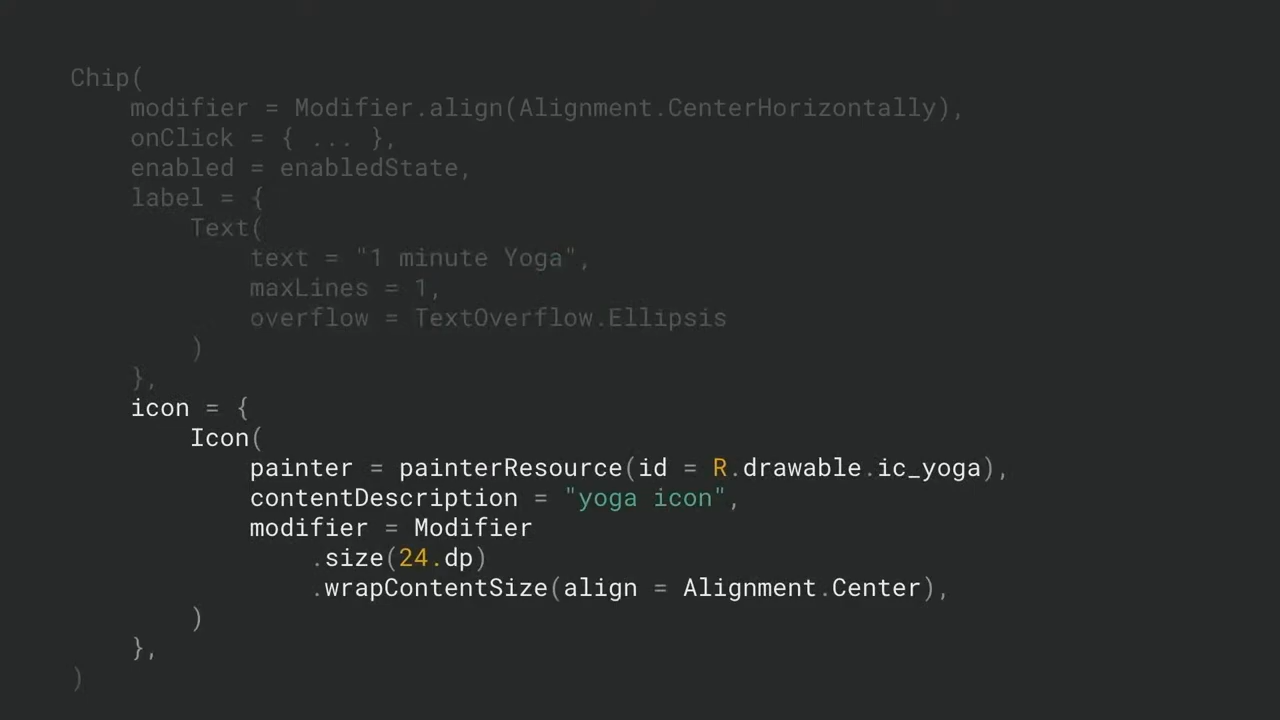 Chip(
    modifier = Modifier.align(Alignment.CenterHorizontally),
    onClick = { ... },
    enabled = enabledState,
    label = {
        Text(
            text = "1 minute Yoga",
            maxLines = 1,
            overflow = TextOverflow.Ellipsis
        )
    },
    icon = {
        Icon(
            painter = painterResource(id = R.drawable.ic_yoga),
            contentDescription = "yoga icon",
            modifier = Modifier
                .size(24.dp)
                .wrapContentSize(align = Alignment.Center),
        )
    },
)